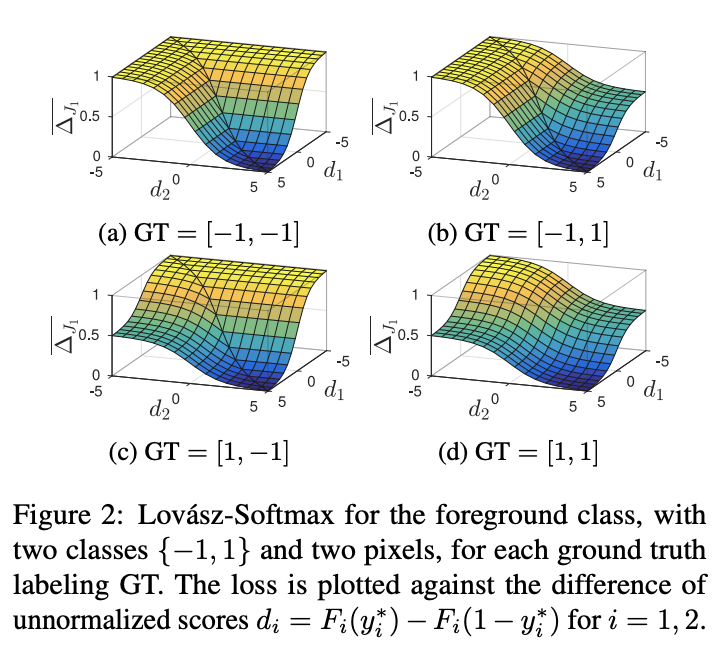 $\overline{\Delta_{J_1}}$
1
0.5
0
-5
$d_2$
0
5
5
0
$d_1$
-5
(a) GT = [−1, −1]
$\overline{\Delta_{J_1}}$
1
0.5
0
-5
$d_2$
0
5
5
0
$d_1$
-5
(b) GT = [−1, 1]
$\overline{\Delta_{J_1}}$
1
0.5
0
-5
$d_2$
0
5
5
0
$d_1$
-5
(c) GT = [1, −1]
$\overline{\Delta_{J_1}}$
1
0.5
0
-5
$d_2$
0
5
5
0
$d_1$
-5
(d) GT = [1, 1]
Figure 2: Lovász-Softmax for the foreground class, with
two classes {−1, 1} and two pixels, for each ground truth
labeling GT. The loss is plotted against the difference of
unnormalized scores $d_i = F_i(y_i^*) - F_i(1 - y_i^*)$ for $i = 1, 2$.